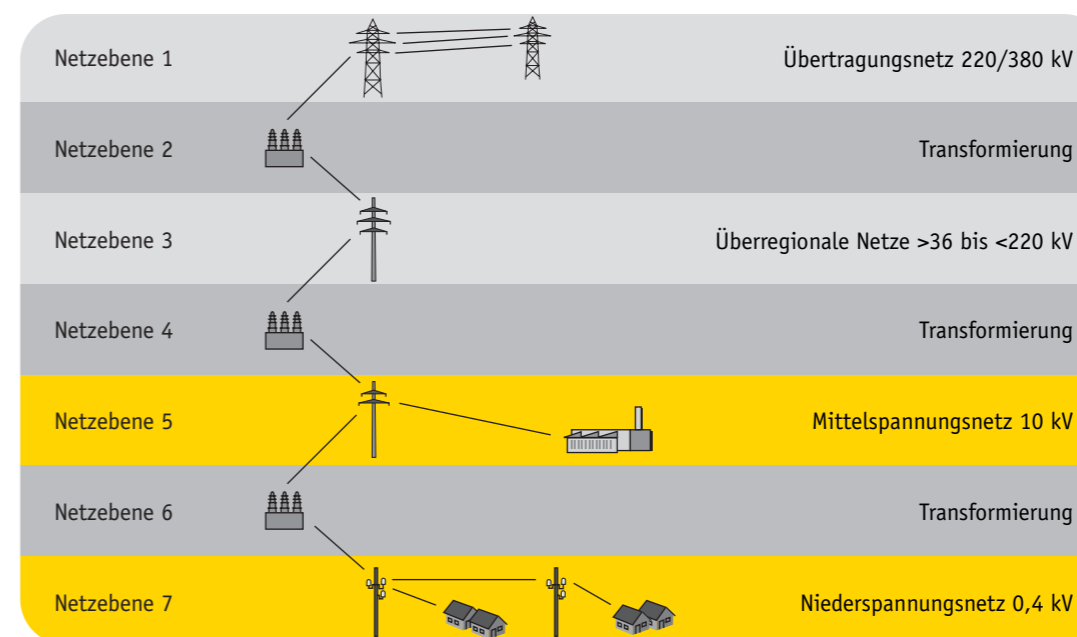 Netzebene 1 Übertragungsnetz 220/380 kV
Netzebene 2 Transformierung
Netzebene 3 Überregionale Netze >36 bis <220 kV
Netzebene 4 Transformierung
Netzebene 5 Mittelspannungsnetz 10 kV
Netzebene 6 Transformierung
Netzebene 7 Niederspannungsnetz 0,4 kV